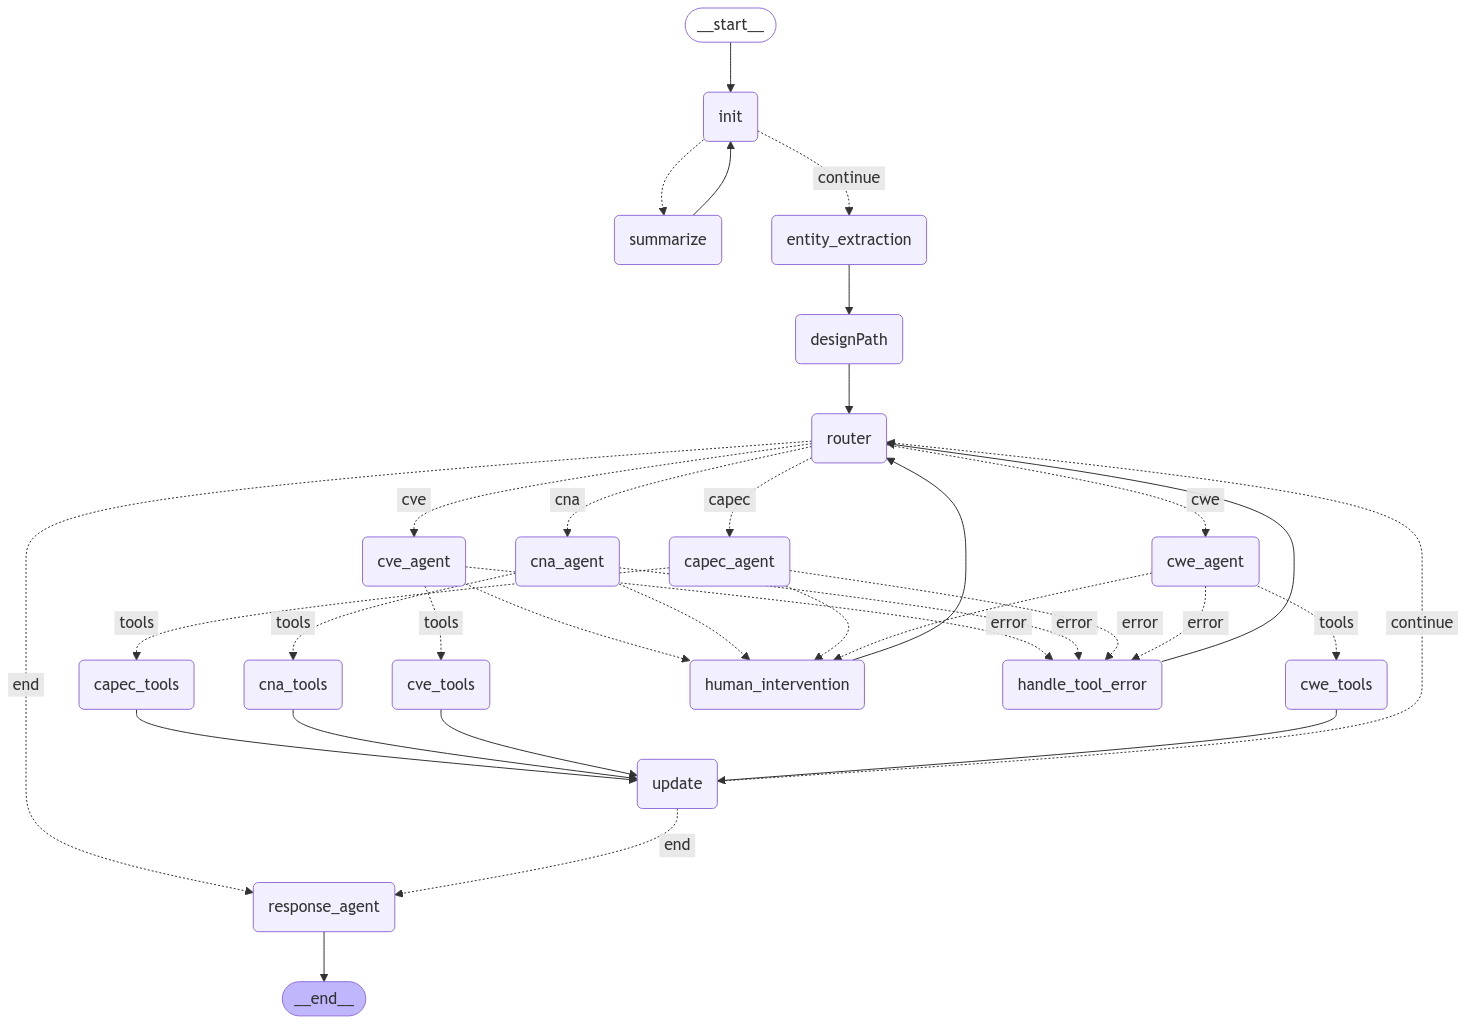 __start__
init
continue
summarize
entity_extraction
designPath
router
cve
cna
capec
cwe
cve_agent
cna_agent
capec_agent
cwe_agent
tools
tools
tools
error
error
error
error
tools
continue
end
capec_tools
cna_tools
cve_tools
human_intervention
handle_tool_error
cwe_tools
update
end
response_agent
__end__